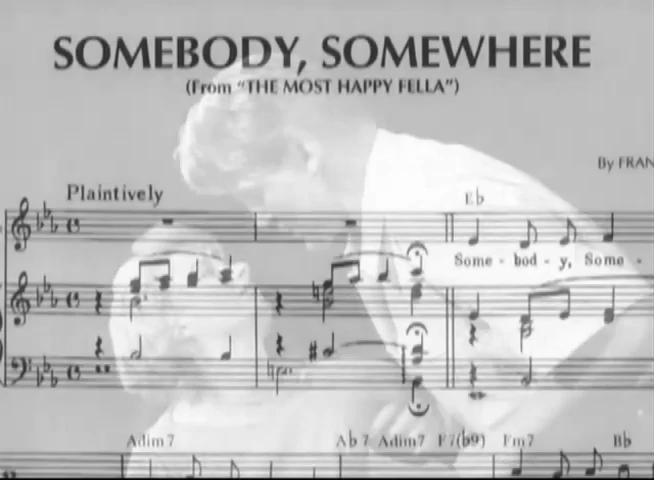 SOMEBODY, SOMEWHERE
(From "THE MOST HAPPY FELLA")
By FRAN
Plaintively
Eb
Some - bod - y, Some -
Adim7 Ab7 Adim7 F7(b9) Fm7 Bb